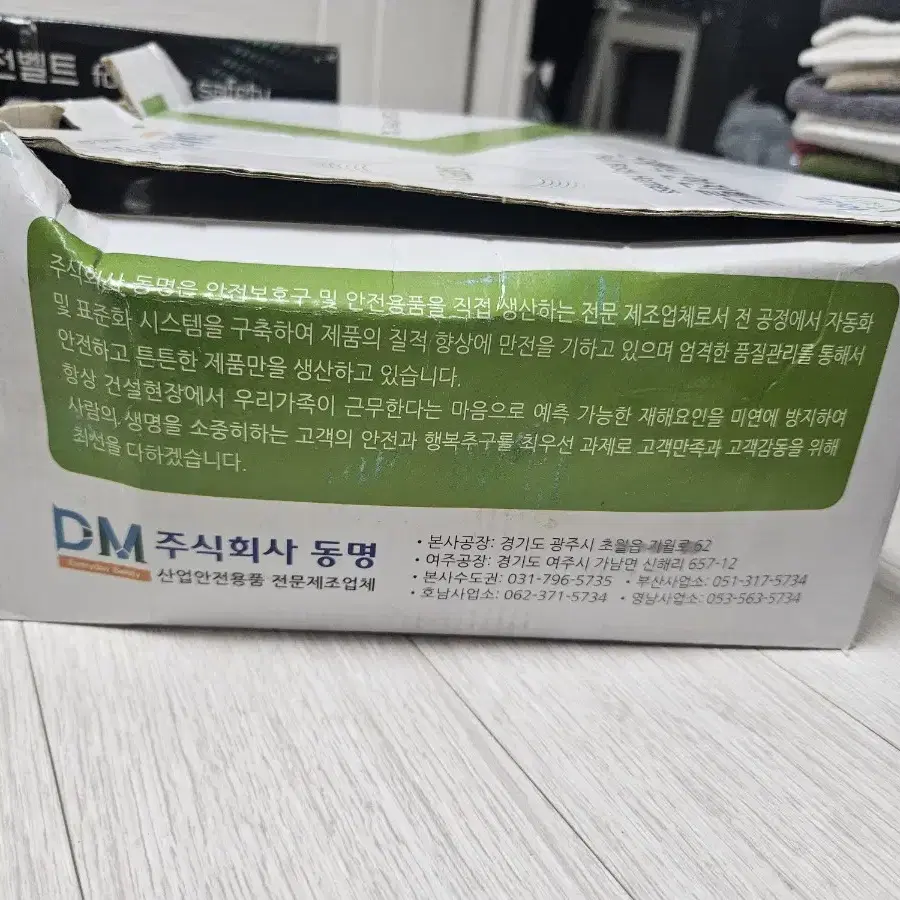 전벨트 fo
safety
주식회사 동명은 안전보호구 및 안전용품을 직접 생산하는 전문 제조업체로서 전 공정에서 자동화
및 표준화 시스템을 구축하여 제품의 질적 향상에 만전을 기하고 있으며 엄격한 품질관리를 통해서
안전하고 튼튼한 제품만을 생산하고 있습니다.
항상 건설현장에서 우리가족이 근무한다는 마음으로 예측 가능한 재해요인을 미연에 방지하여
사람의 생명을 소중히하는 고객의 안전과 행복추구를 최우선 과제로 고객만족과 고객감동을 위해
최선을 다하겠습니다.
DM 주식회사 동명
Everyday Safety
산업안전용품 전문제조업체
• 본사공장: 경기도 광주시 초월읍 지월로 62
• 여주공장: 경기도 여주시 가남면 신해리 657-12
• 본사수도권: 031-796-5735 • 부산사업소: 051-317-5734
• 호남사업소: 062-371-5734 • 영남사업소: 053-563-5734